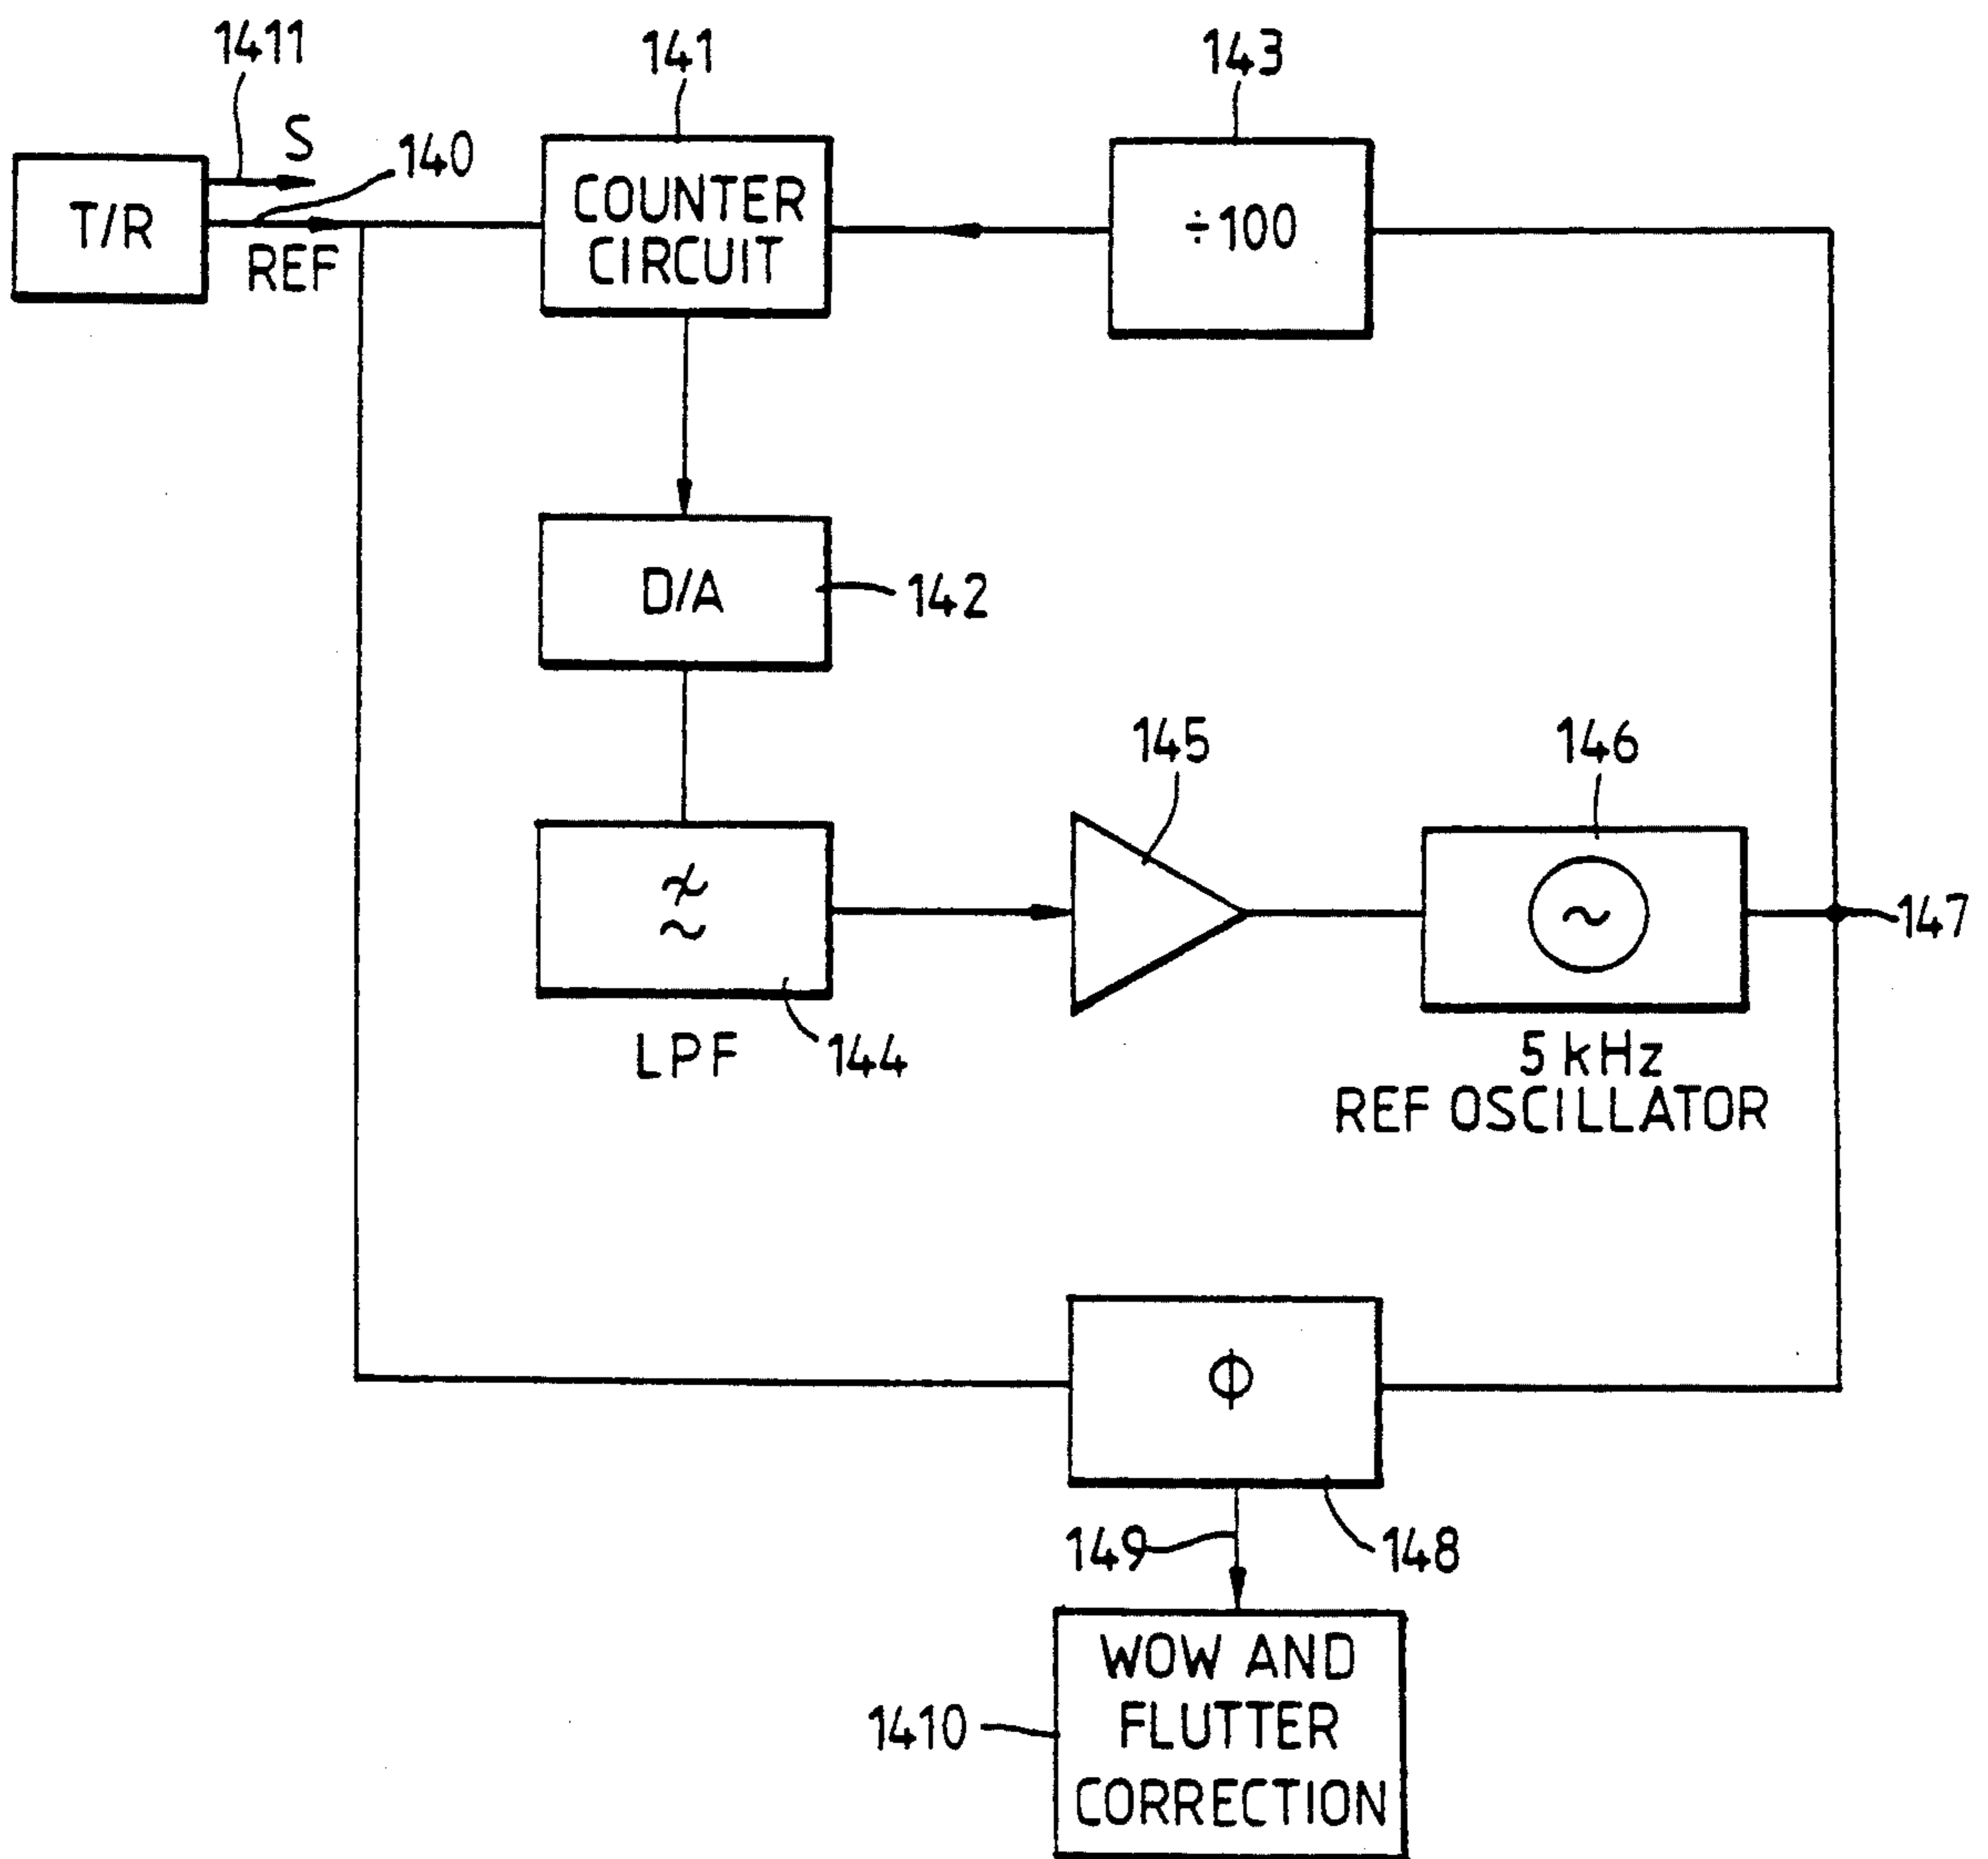 1411
141
143
S
140
T/R
REF
COUNTER
CIRCUIT
÷100
D/A
142
145
146
~
~
~
147
LPF
144
5 kHz
REF OSCILLATOR
Φ
149
148
WOW AND
FLUTTER
CORRECTION
1410